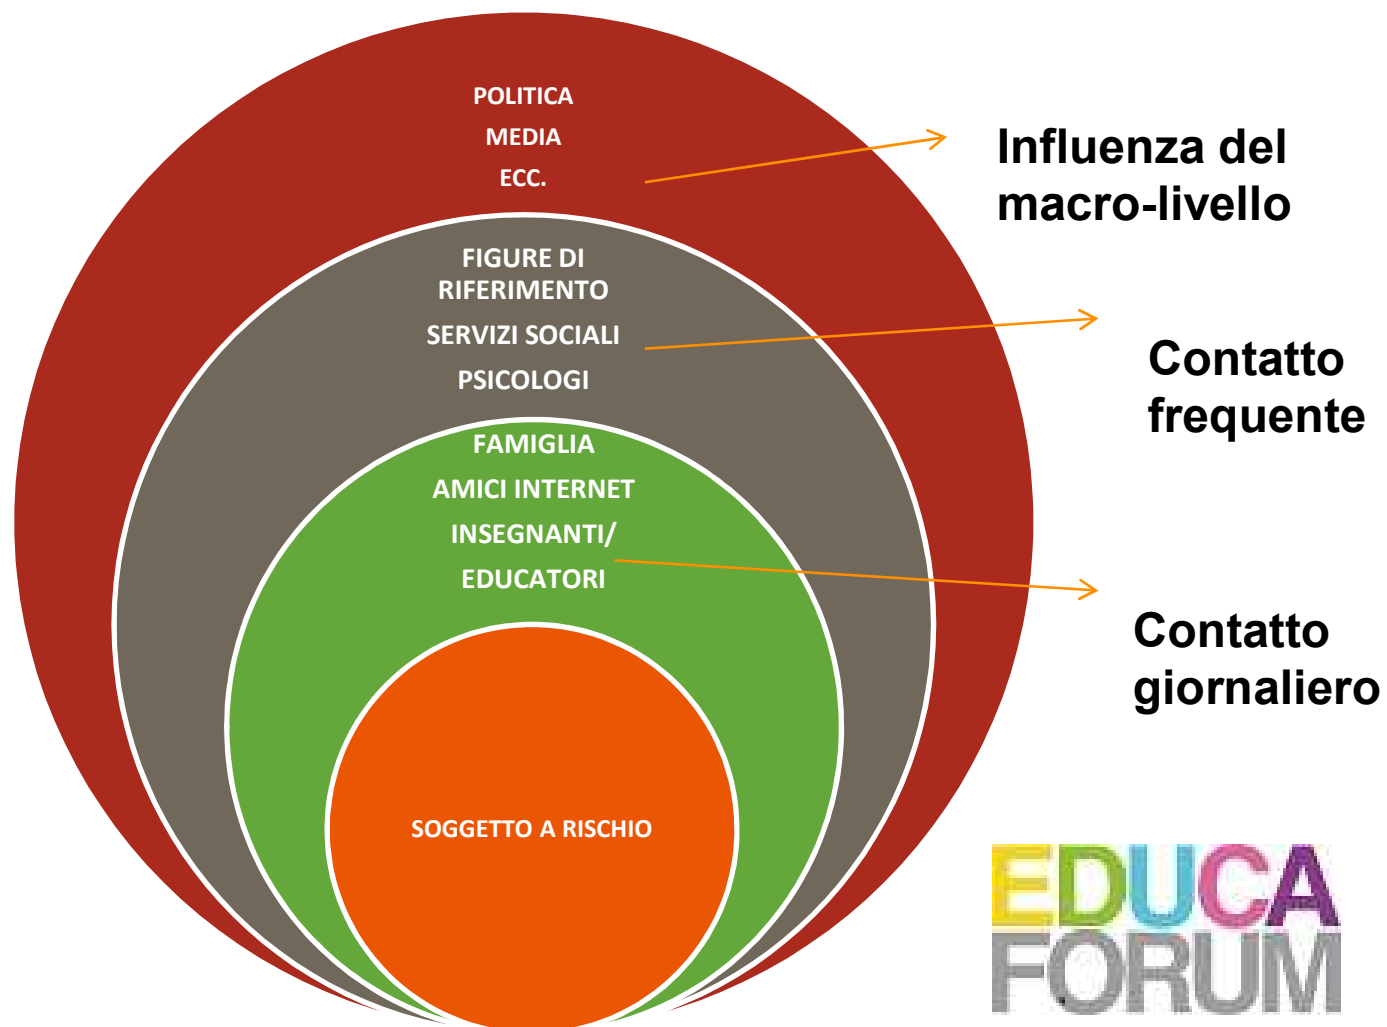 POLITICA
MEDIA
ECC.
Influenza del
macro-livello
FIGURE DI
RIFERIMENTO
SERVIZI SOCIALI
PSICOLOGI
Contatto
frequente
FAMIGLIA
AMICI INTERNET
INSEGNANTI/
EDUCATORI
Contatto
giornaliero
SOGGETTO A RISCHIO
EDUCA
FORUM